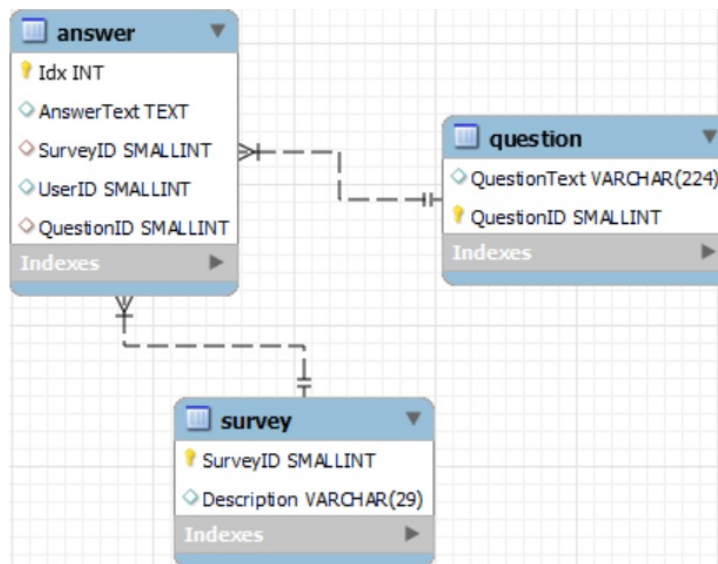 answer
Idx INT
AnswerText TEXT
SurveyID SMALLINT
UserID SMALLINT
QuestionID SMALLINT
Indexes
question
QuestionText VARCHAR(224)
QuestionID SMALLINT
Indexes
survey
SurveyID SMALLINT
Description VARCHAR(29)
Indexes